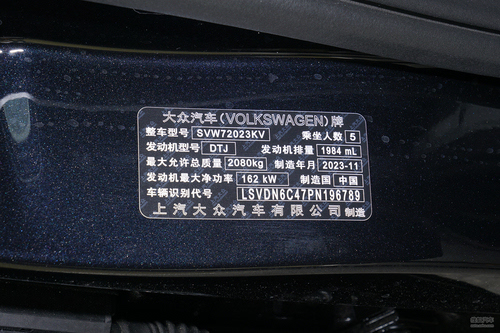 大众汽车(VOLKSWAGEN)牌
整车型号 SVW72023KV 乘坐人数 5
发动机型号 DTJ 发动机排量 1984 mL
最大允许总质量 2080kg 制造年月 2023-11
发动机最大净功率 162 kW 制造国 中国
车辆识别代号 LSVDN6C47PN196789
上汽大众汽车有限公司 制造